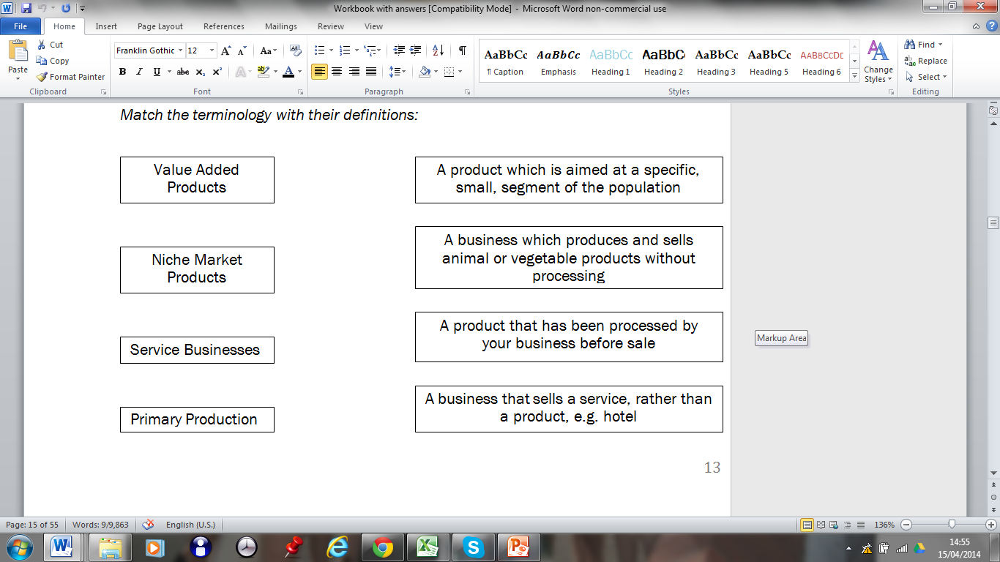 Workbook with answers [Compatibility Mode] - Microsoft Word non-commercial use
File Home Insert Page Layout References Mailings Review View
Paste
Cut
Copy
Format Painter
Clipboard
Franklin Gothic 12
Font
Paragraph
AaBbCc AaBbCc AaBbCc AaBbC AaBbCc AaBbCc AABBCCDD
¶ Caption Emphasis Heading 1 Heading 2 Heading 3 Heading 5 Heading 6
Change
Styles
Styles
Find
Replace
Select
Editing
Match the terminology with their definitions:
Value Added
Products
A product which is aimed at a specific,
small, segment of the population
Niche Market
Products
A business which produces and sells
animal or vegetable products without
processing
Service Businesses
A product that has been processed by
your business before sale
Primary Production
A business that sells a service, rather than
a product, e.g. hotel
13
Markup Area
Page: 15 of 55 Words: 9/9,863 English (U.S.) 136%
14:55
15/04/2014